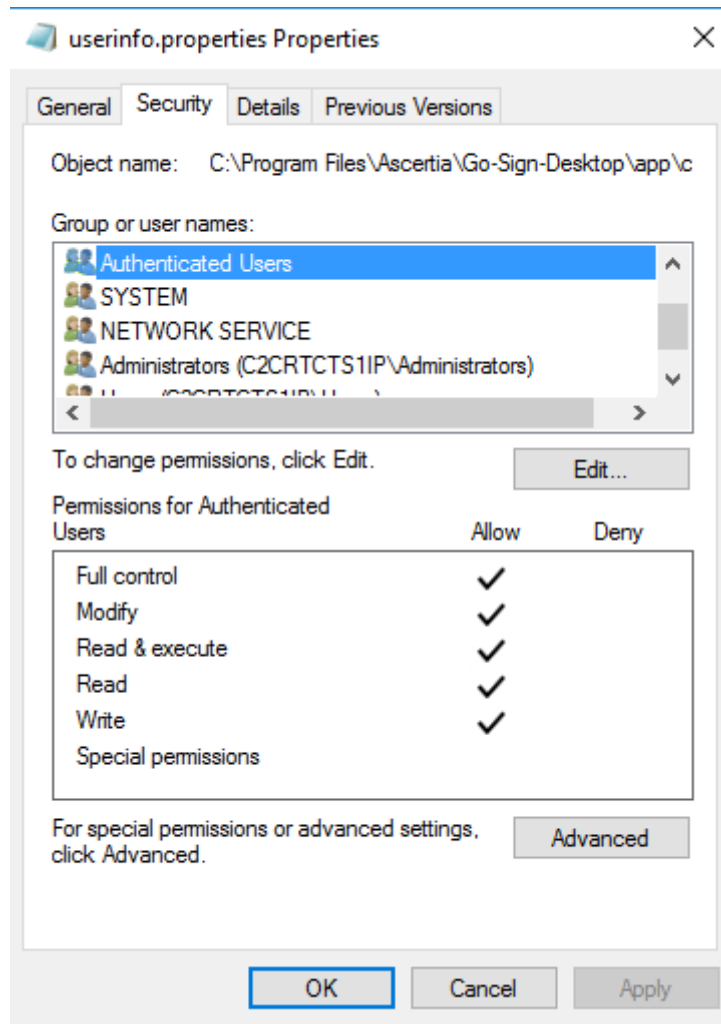 userinfo.properties Properties
General Security Details Previous Versions
Object name: C:\Program Files\Ascertia\Go-Sign-Desktop\app\c
Group or user names:
Authenticated Users
SYSTEM
NETWORK SERVICE
Administrators (C2CRTCTS1IP\Administrators)
To change permissions, click Edit.
Edit...
Permissions for Authenticated
Users Allow Deny
Full control
Modify
Read & execute
Read
Write
Special permissions
For special permissions or advanced settings,
click Advanced.
Advanced
OK Cancel Apply